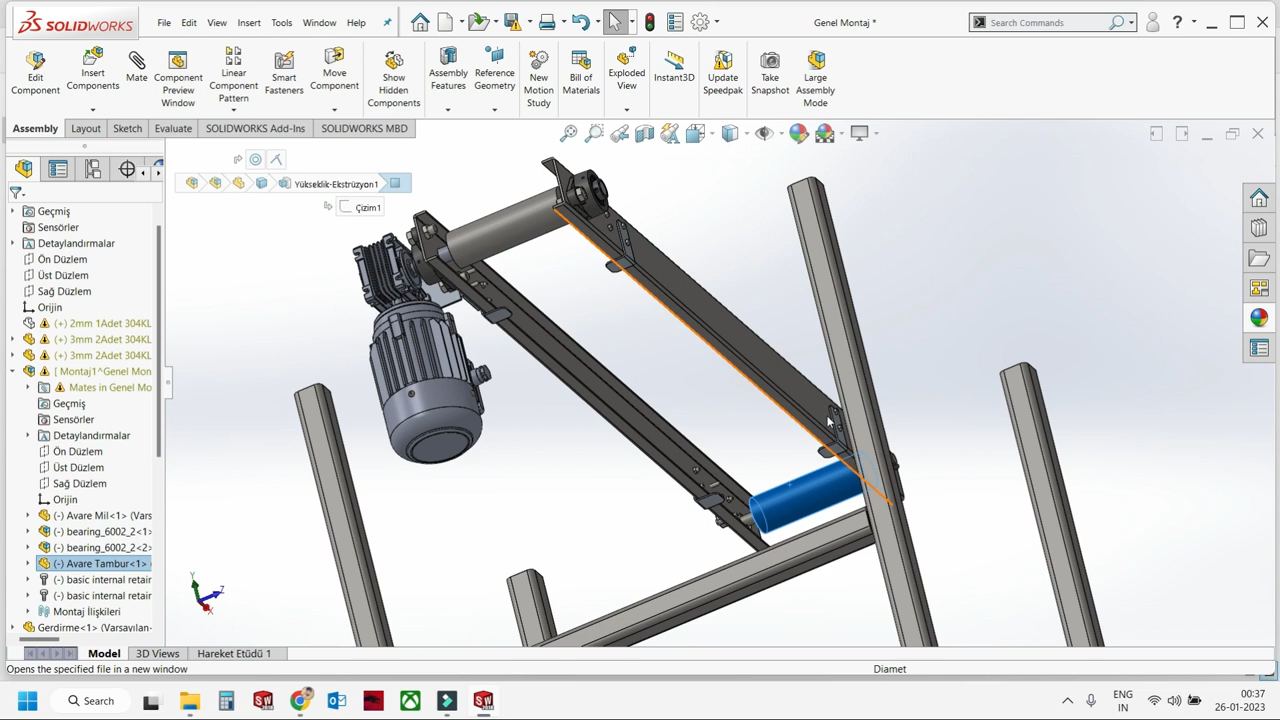 SOLIDWORKS
File Edit View Insert Tools Window Help
Genel Montaj *
Search Commands
?
Edit Component
Insert Components
Mate
Component Preview Window
Linear Component Pattern
Smart Fasteners
Move Component
Show Hidden Components
Assembly Features
Reference Geometry
New Motion Study
Bill of Materials
Exploded View
Instant3D
Update Speedpak
Take Snapshot
Large Assembly Mode
Assembly Layout Sketch Evaluate SOLIDWORKS Add-Ins SOLIDWORKS MBD
Yükseklik-Ekstrüzyon1
Çizim1
Geçmiş
Sensörler
Detaylandırmalar
Ön Düzlem
Üst Düzlem
Sağ Düzlem
Orijin
(+) 2mm 1Adet 304KL
(+) 3mm 2Adet 304KL
(+) 3mm 2Adet 304KL
[ Montaj1^Genel Mon
Mates in Genel Mo
Geçmiş
Sensörler
Detaylandırmalar
Ön Düzlem
Üst Düzlem
Sağ Düzlem
Orijin
(-) Avare Mil<1> (Vars
(-) bearing_6002_2<1>
(-) bearing_6002_2<2>
(-) Avare Tambur<1>
(-) basic internal retair
(-) basic internal retair
Montaj İlişkileri
Gerdirme<1> (Varsayılan-
Y
Z
X
Model 3D Views Hareket Etüdü 1
Opens the specified file in a new window
Diamet
Search
SW
SW
ENG
IN
00:37
26-01-2023